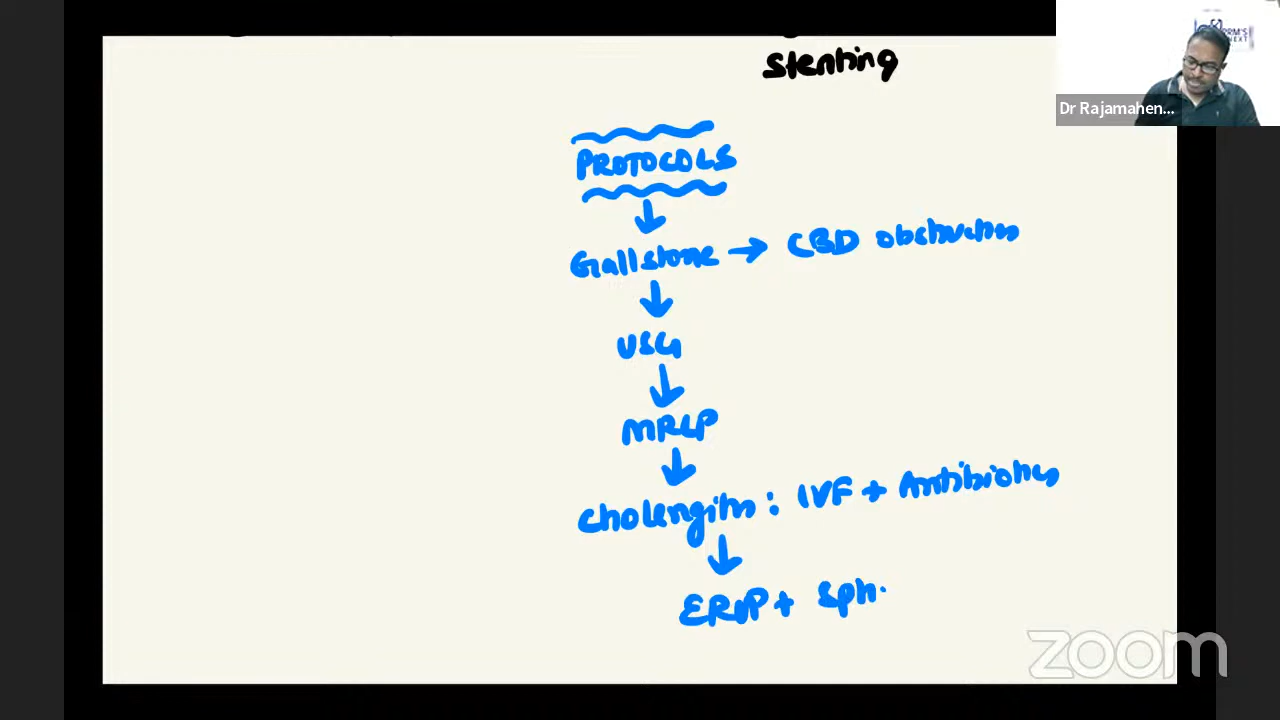 stenting
Dr Rajamahen...
PROTOCOLS
Gallstone → CBD obstruction
USG
MRCP
Cholangitis : IVF + Antibiotics
ERCP + Sph.
zoom